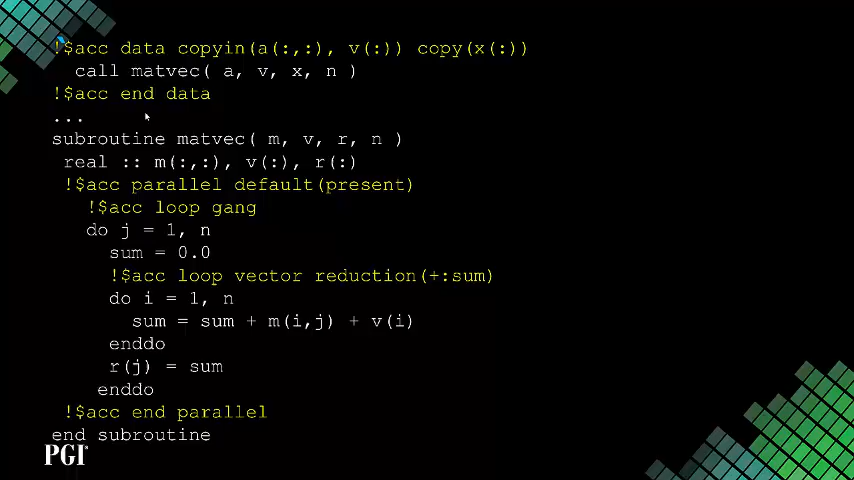 !$acc data copyin(a(:,:), v(:)) copy(x(:))
call matvec( a, v, x, n )
!$acc end data
...
subroutine matvec( m, v, r, n )
real :: m(:,:), v(:), r(:)
!$acc parallel default(present)
!$acc loop gang
do j = 1, n
sum = 0.0
!$acc loop vector reduction(+:sum)
do i = 1, n
sum = sum + m(i,j) + v(i)
enddo
r(j) = sum
enddo
!$acc end parallel
end subroutine
PGI